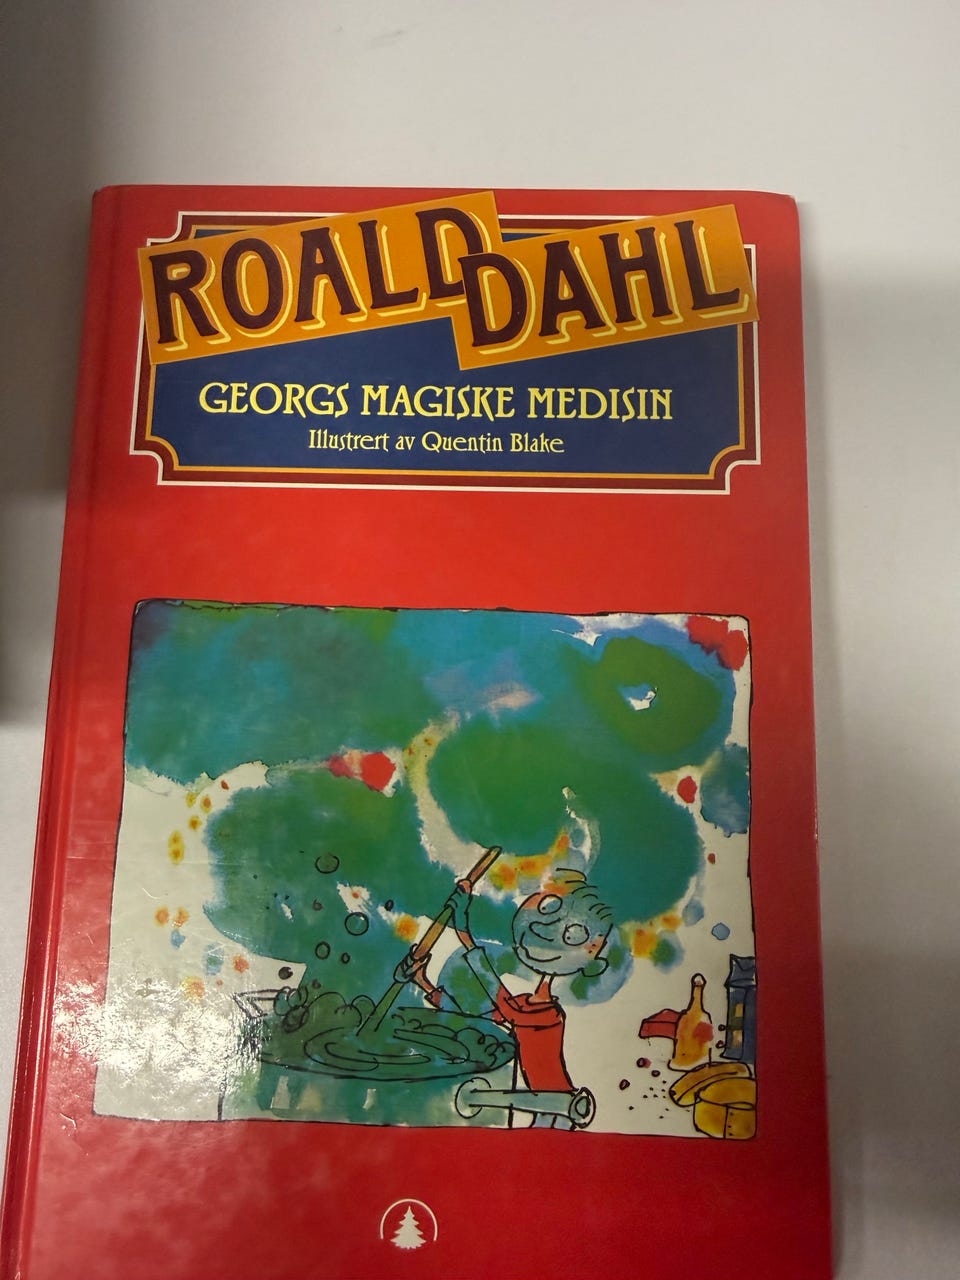 ROALD DAHL
GEORGS MAGISKE MEDISIN
Illustrert av Quentin Blake